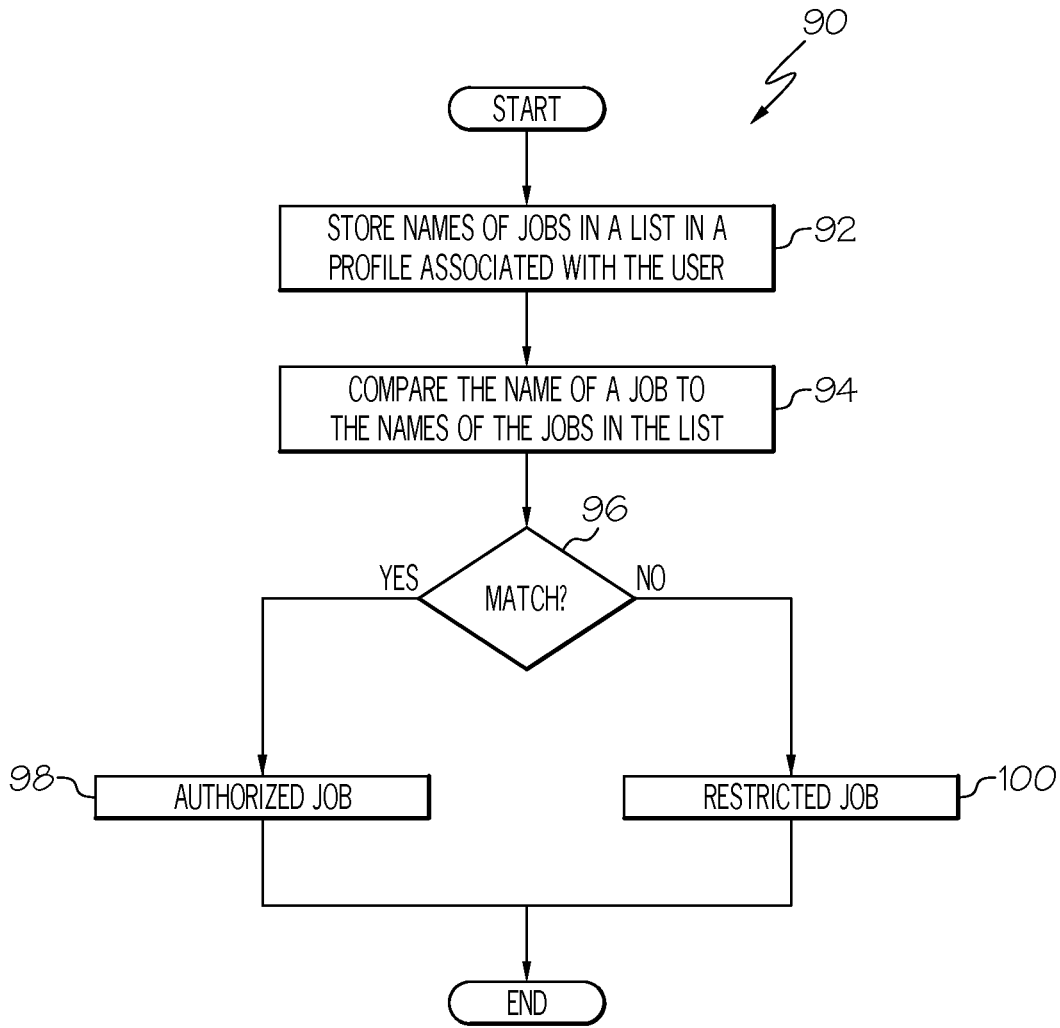 90
START
STORE NAMES OF JOBS IN A LIST IN A
PROFILE ASSOCIATED WITH THE USER
92
COMPARE THE NAME OF A JOB TO
THE NAMES OF THE JOBS IN THE LIST
94
96
YES
MATCH?
NO
98
AUTHORIZED JOB
RESTRICTED JOB
100
END